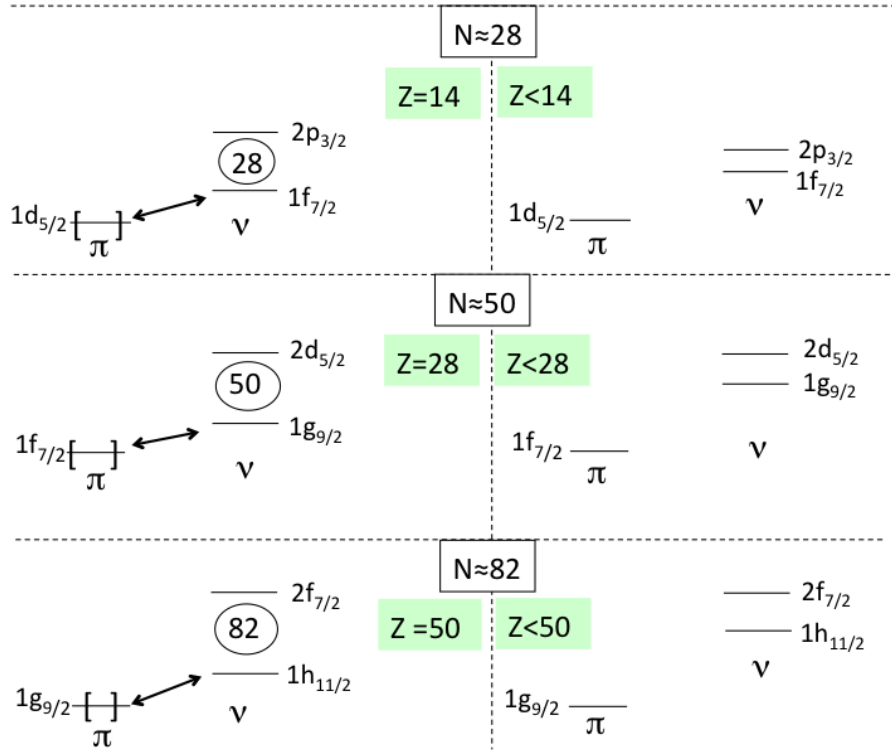 N≈28
Z=14 Z<14
2p3/2
28
1f7/2
1d5/2 [ ]
π
ν
2p3/2
1f7/2
1d5/2
π
ν
N≈50
Z=28 Z<28
2d5/2
50
1g9/2
1f7/2 [ ]
π
ν
2d5/2
1g9/2
1f7/2
π
ν
N≈82
Z =50 Z<50
2f7/2
82
1h11/2
1g9/2 [ ]
π
ν
2f7/2
1h11/2
1g9/2
π
ν